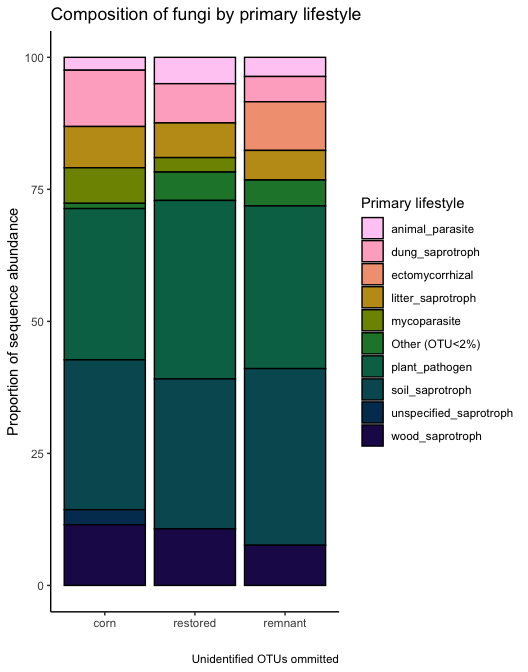 Composition of fungi by primary lifestyle
Proportion of sequence abundance
100
75
50
25
0
corn
restored
remnant
Primary lifestyle
animal_parasite
dung_saprotroph
ectomycorrhizal
litter_saprotroph
mycoparasite
Other (OTU<2%)
plant_pathogen
soil_saprotroph
unspecified_saprotroph
wood_saprotroph
Unidentified OTUs ommitted